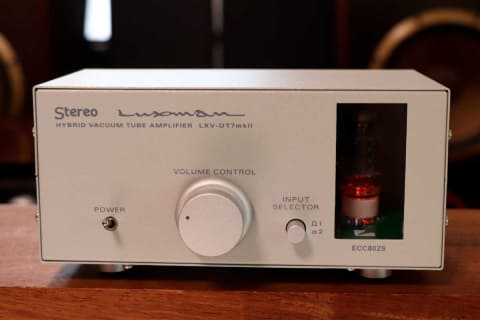 Stereo LUXMAN
HYBRID VACUUM TUBE AMPLIFIER LXV-OT7mkII
VOLUME CONTROL
POWER
INPUT
SELECTOR
1
2
ECC802S